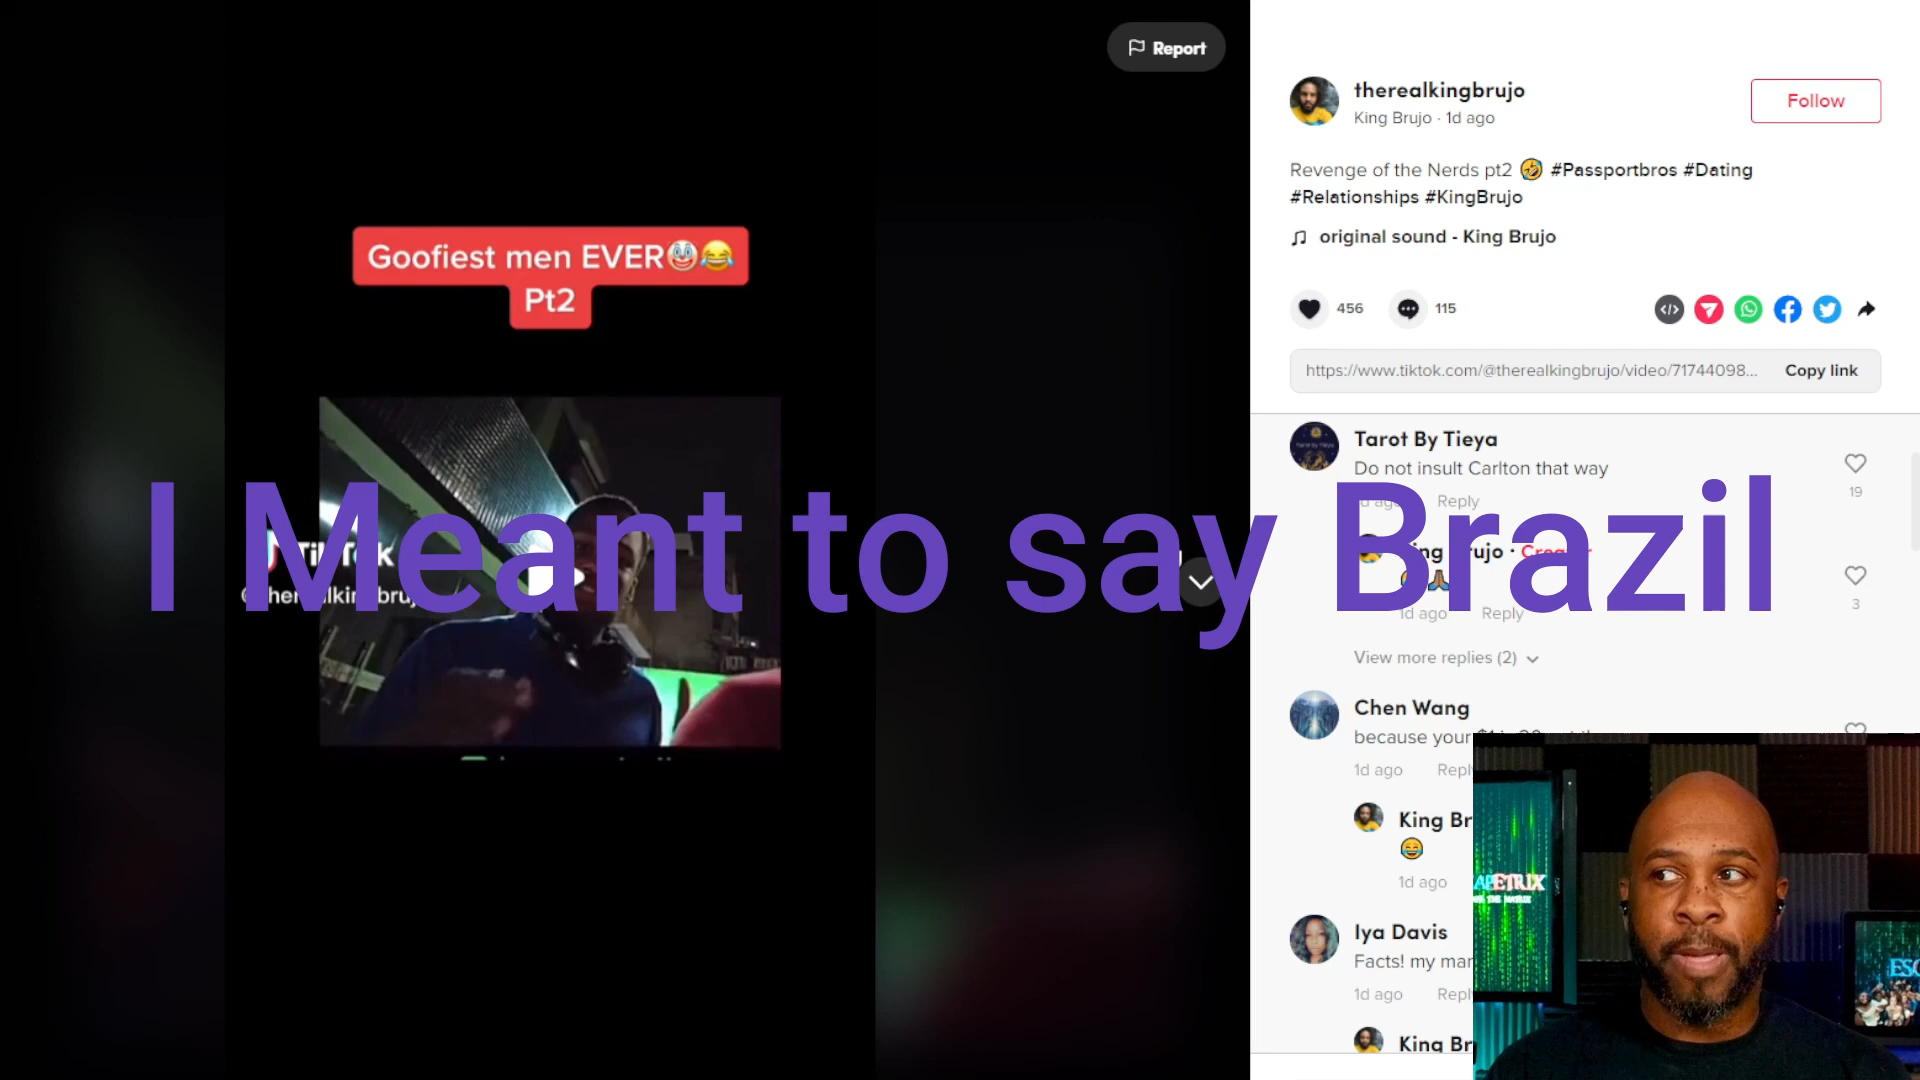 Report
therealkingbrujo
King Brujo · 1d ago
Follow
Revenge of the Nerds pt2 🤣 #Passportbros #Dating
#Relationships #KingBrujo
original sound - King Brujo
456
115
https://www.tiktok.com/@therealkingbrujo/video/71744098...
Copy link
Goofiest men EVER🤡😂
Pt2
Tarot By Tieya
Do not insult Carlton that way
19
Reply
I Meant to say Brazil
TikTok
3
1d ago
Reply
View more replies (2)
Chen Wang
because your
1d ago
King Br
😂
1d ago
Iya Davis
Facts! my mar
1d ago
King Br